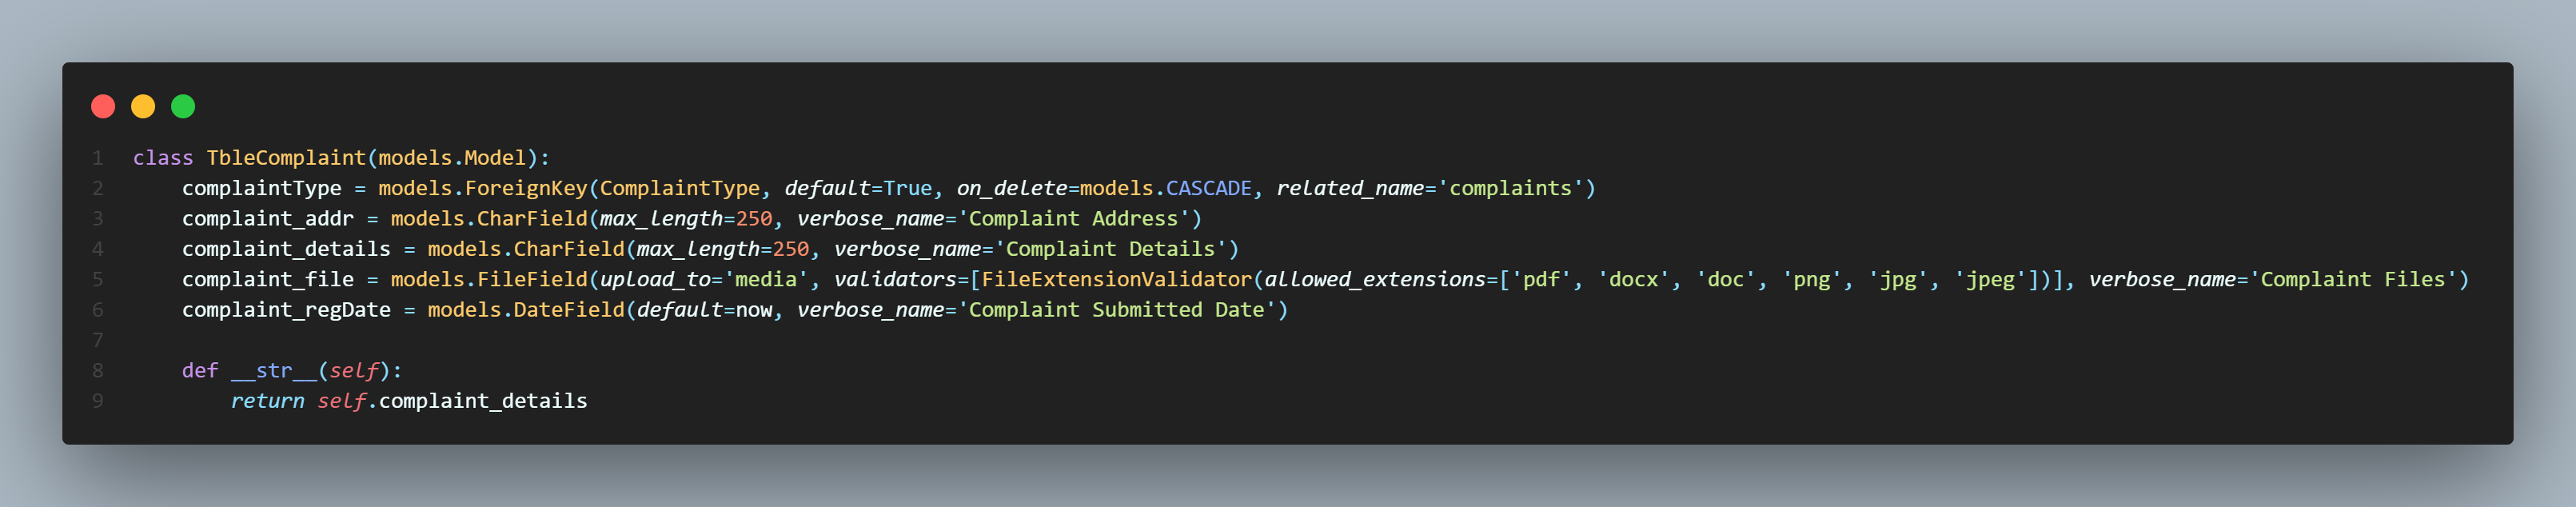 1 class TbleComplaint(models.Model):
2     complaintType = models.ForeignKey(ComplaintType, default=True, on_delete=models.CASCADE, related_name='complaints')
3     complaint_addr = models.CharField(max_length=250, verbose_name='Complaint Address')
4     complaint_details = models.CharField(max_length=250, verbose_name='Complaint Details')
5     complaint_file = models.FileField(upload_to='media', validators=[FileExtensionValidator(allowed_extensions=['pdf', 'docx', 'doc', 'png', 'jpg', 'jpeg'])], verbose_name='Complaint Files')
6     complaint_regDate = models.DateField(default=now, verbose_name='Complaint Submitted Date')
7
8     def __str__(self):
9         return self.complaint_details